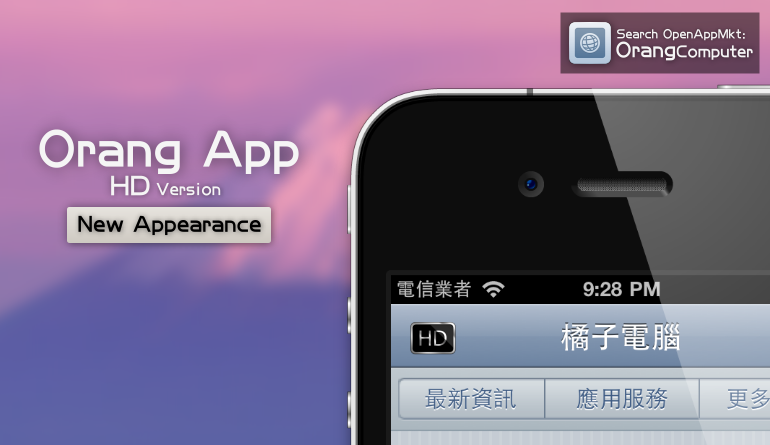 Search OpenAppMkt:
OrangComputer
Orang App
HD Version
New Appearance
電信業者 9:28 PM
HD 橘子電腦
最新資訊 應用服務 更多